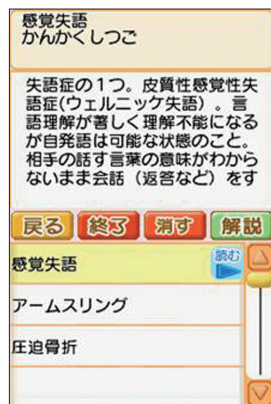 感覚失語
かんかくしつご
失語症の1つ。皮質性感覚性失
語症(ウェルニッケ失語)。言
語理解が著しく理解不能になる
が自発語は可能な状態のこと。
相手の話す言葉の意味がわから
ないまま会話(返答など)をす
戻る 終了 消す 解説
感覚失語 読む
アームスリング
圧迫骨折